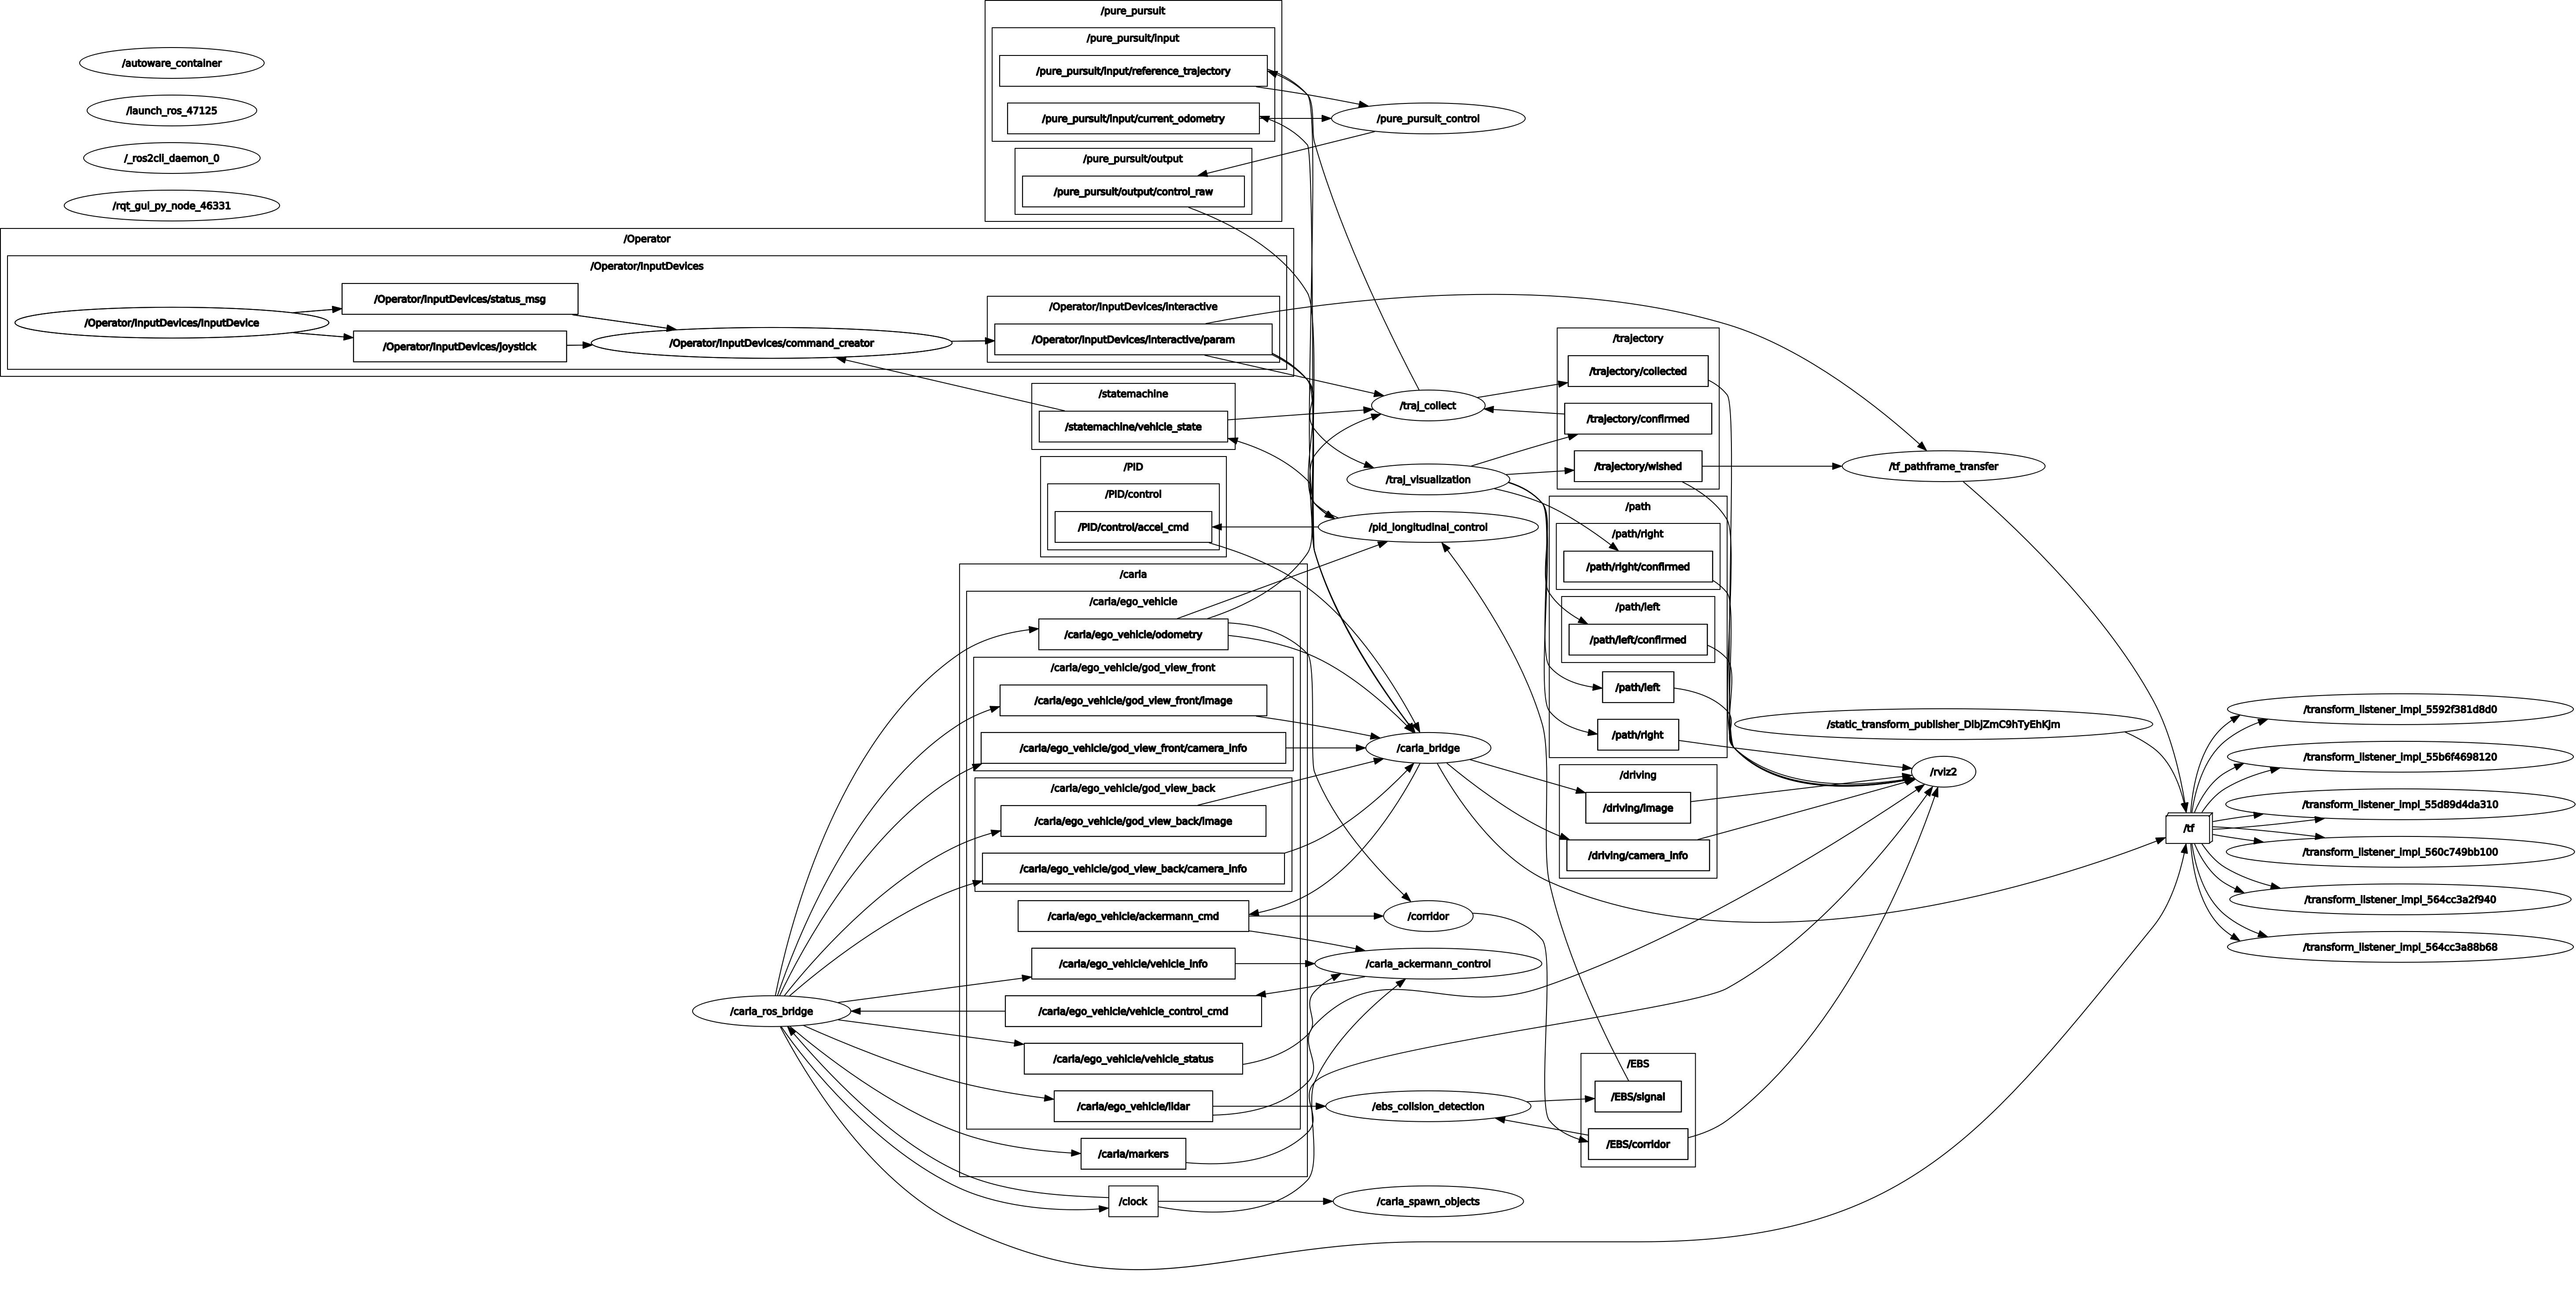 /autoware_container
/launch_ros_47125
/_ros2cli_daemon_0
/rqt_gui_py_node_46331
/pure_pursuit
/pure_pursuit/input
/pure_pursuit/input/reference_trajectory
/pure_pursuit/input/current_odometry
/pure_pursuit/output
/pure_pursuit/output/control_raw
/pure_pursuit_control
/Operator
/Operator/InputDevices
/Operator/InputDevices/InputDevice
/Operator/InputDevices/status_msg
/Operator/InputDevices/joystick
/Operator/InputDevices/command_creator
/Operator/InputDevices/interactive
/Operator/InputDevices/interactive/param
/statemachine
/statemachine/vehicle_state
/PID
/PID/control
/PID/control/accel_cmd
/traj_collect
/traj_visualization
/pid_longitudinal_control
/trajectory
/trajectory/collected
/trajectory/confirmed
/trajectory/wished
/path
/path/right
/path/right/confirmed
/path/left
/path/left/confirmed
/path/left
/path/right
/tf_pathframe_transfer
/carla
/carla/ego_vehicle
/carla/ego_vehicle/odometry
/carla/ego_vehicle/god_view_front
/carla/ego_vehicle/god_view_front/image
/carla/ego_vehicle/god_view_front/camera_info
/carla/ego_vehicle/god_view_back
/carla/ego_vehicle/god_view_back/image
/carla/ego_vehicle/god_view_back/camera_info
/carla/ego_vehicle/ackermann_cmd
/carla/ego_vehicle/vehicle_info
/carla/ego_vehicle/vehicle_control_cmd
/carla/ego_vehicle/vehicle_status
/carla/ego_vehicle/lidar
/carla/markers
/clock
/carla_ros_bridge
/carla_bridge
/corridor
/carla_ackermann_control
/ebs_colision_detection
/carla_spawn_objects
/driving
/driving/image
/driving/camera_info
/EBS
/EBS/signal
/EBS/corridor
/static_transform_publisher_DibjZmC9hTyEhKjm
/rviz2
/tf
/transform_listener_impl_5592f381d8d0
/transform_listener_impl_55b6f4698120
/transform_listener_impl_55d89d4da310
/transform_listener_impl_560c749bb100
/transform_listener_impl_564cc3a2f940
/transform_listener_impl_564cc3a88b68